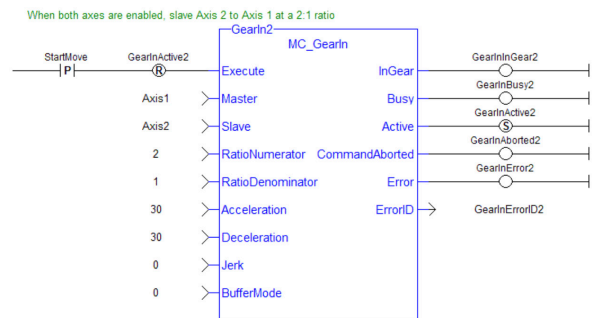 When both axes are enabled, slave Axis 2 to Axis 1 at a 2:1 ratio
GearIn2
MC_GearIn
StartMove GearInActive2 GearInInGear2
P R Execute InGear
GearInBusy2
Axis1 Master Busy
GearInActive2
Axis2 Slave Active S
GearInAborted2
2 RatioNumerator CommandAborted
GearInError2
1 RatioDenominator Error
30 Acceleration ErrorID GearInErrorID2
30 Deceleration
0 Jerk
0 BufferMode